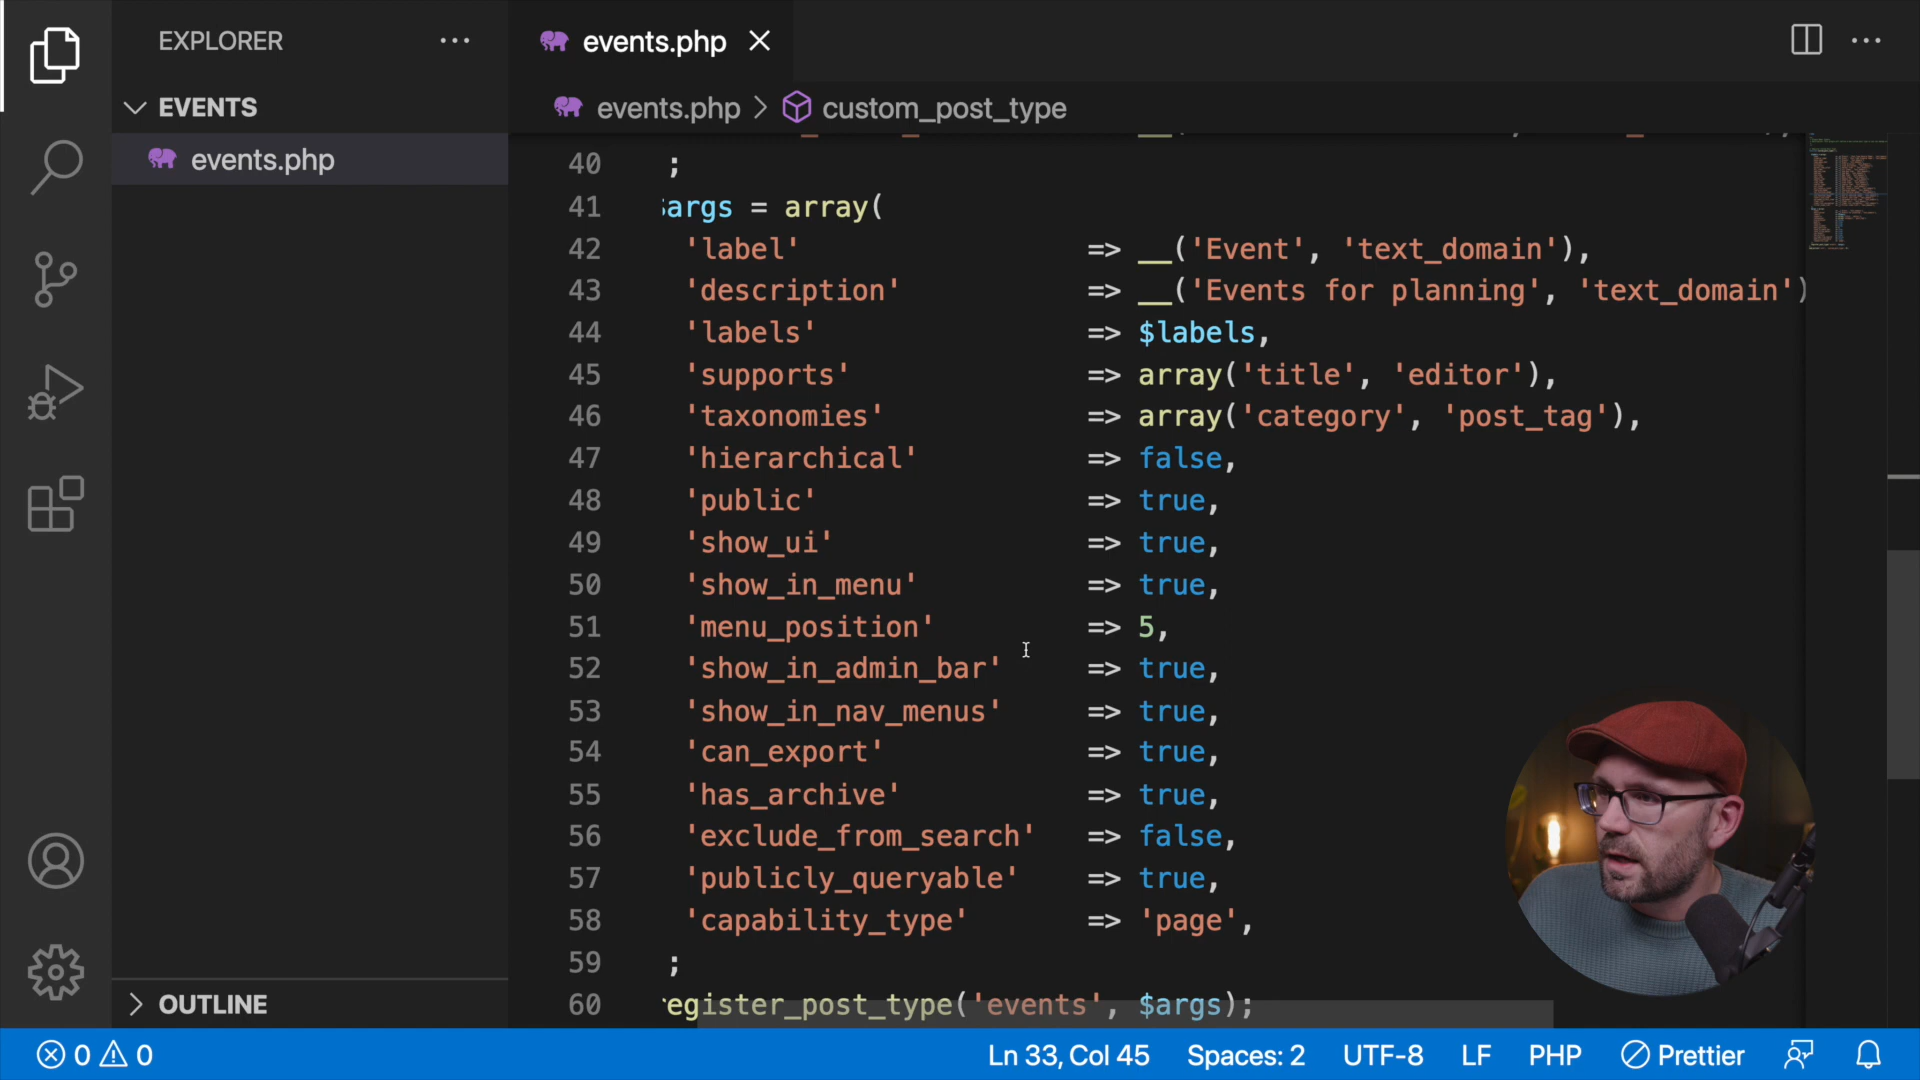 EXPLORER
events.php
EVENTS
events.php > custom_post_type
events.php
40 ;
41 $args = array(
42 'label' => __('Event', 'text_domain'),
43 'description' => __('Events for planning', 'text_domain')
44 'labels' => $labels,
45 'supports' => array('title', 'editor'),
46 'taxonomies' => array('category', 'post_tag'),
47 'hierarchical' => false,
48 'public' => true,
49 'show_ui' => true,
50 'show_in_menu' => true,
51 'menu_position' => 5,
52 'show_in_admin_bar' => true,
53 'show_in_nav_menus' => true,
54 'can_export' => true,
55 'has_archive' => true,
56 'exclude_from_search' => false,
57 'publicly_queryable' => true,
58 'capability_type' => 'page',
59 ;
60 egister_post_type('events', $args);
OUTLINE
0 0 Ln 33, Col 45 Spaces: 2 UTF-8 LF PHP Prettier